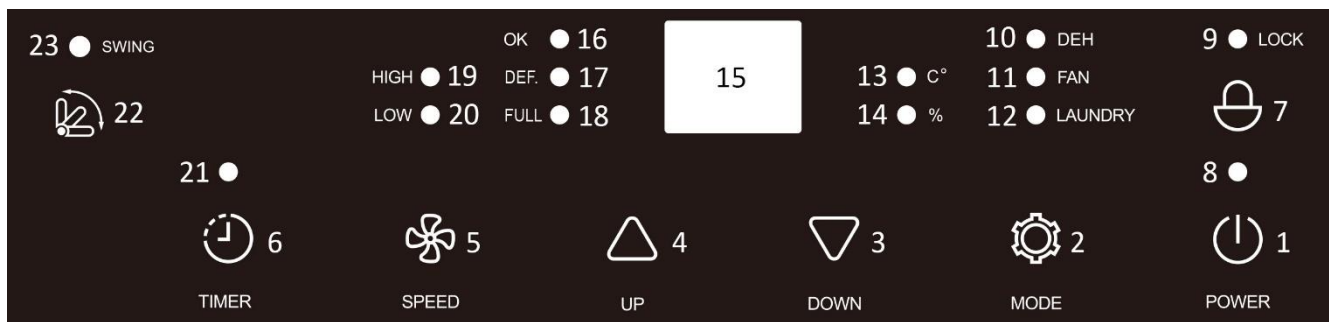 23 SWING OK 16 10 DEH 9 LOCK
HIGH 19 DEF. 17 15 13 C° 11 FAN
22 LOW 20 FULL 18 14 % 12 LAUNDRY 7
21 8
6 5 4 3 2 1
TIMER SPEED UP DOWN MODE POWER